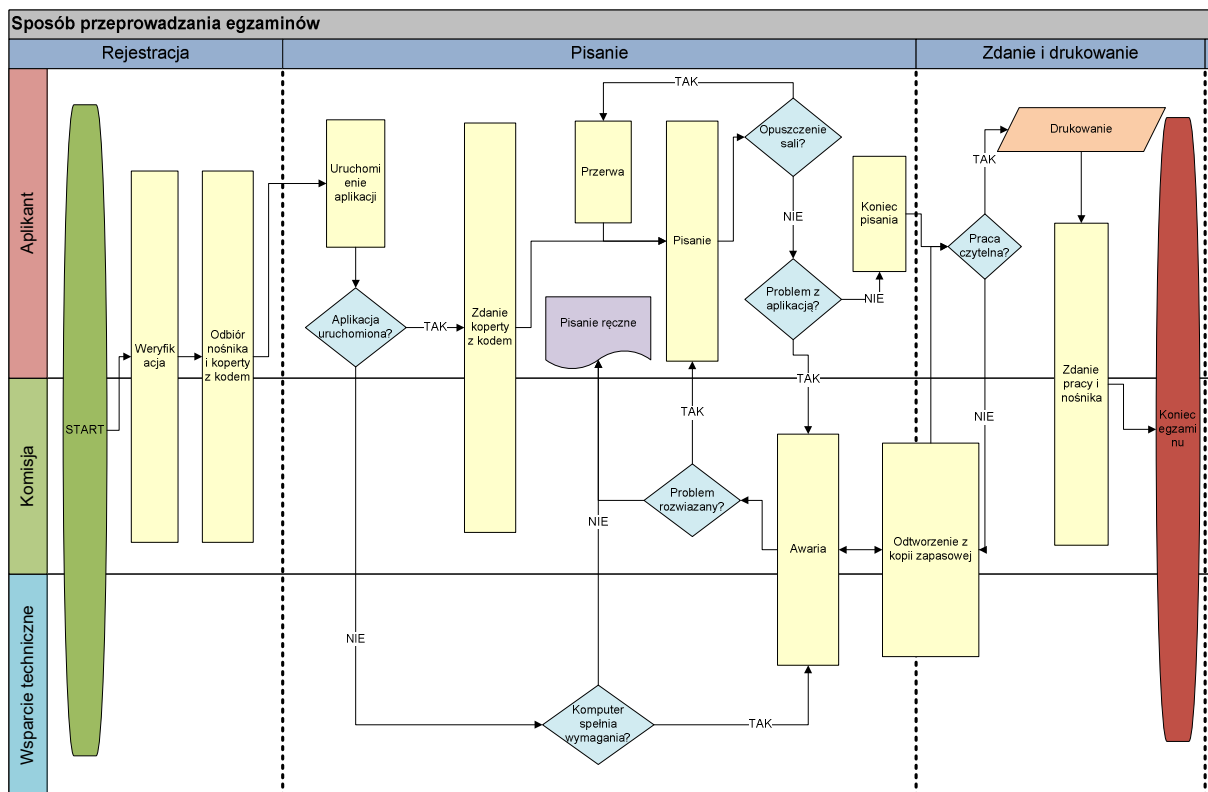 Sposób przeprowadzania egzaminów
Rejestracja
Pisanie
Zdanie i drukowanie
Aplikant
Komisja
Wsparcie techniczne
START
Weryfik
acja
Odbiór
nośnika
i koperty
z kodem
Uruchom
ienie
aplikacji
Aplikacja
uruchomiona?
TAK
NIE
Zdanie
koperty
z kodem
Przerwa
Pisanie ręczne
Pisanie
TAK
Opuszczenie
sali?
NIE
Problem z
aplikacją?
NIE
TAK
Koniec
pisania
Problem
rozwiazany?
TAK
NIE
Awaria
Komputer
spełnia
wymagania?
TAK
Odtworzenie z
kopii zapasowej
Praca
czytelna?
TAK
NIE
Drukowanie
Zdanie
pracy i
nośnika
Koniec
egzami
nu